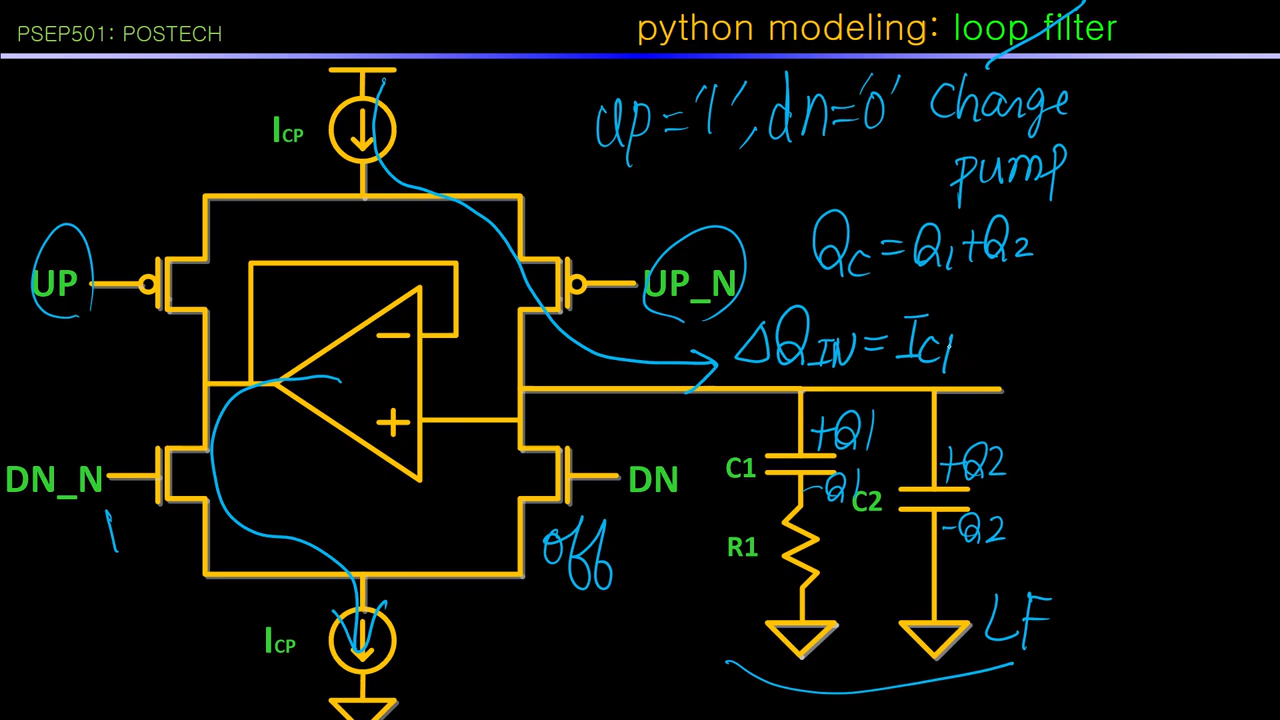 PSEP501: POSTECH
python modeling: loop filter
up='1', dn='0' Charge
pump
ICP
QC=Q1+Q2
UP
UP_N
ΔQIN=IC1
−
+
+Q1
C1
-Q1
+Q2
C2
-Q2
DN_N
DN
1
off
R1
LF
ICP